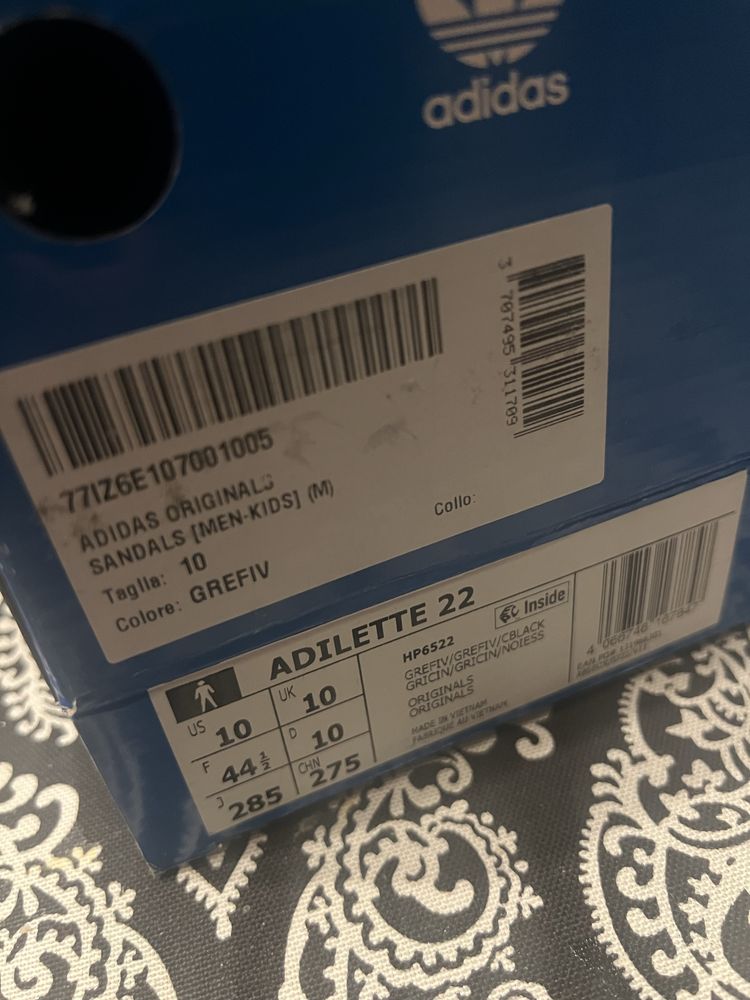 adidas
77IZ6E107001005
3 707495 311709
ADIDAS ORIGINALS
SANDALS [MEN-KIDS] (M)
Taglia: 10
Collo:
Colore: GREFIV
ADILETTE 22
Inside
US 10
UK 10
F 44 1/2
D 10
J 285
CHN 275
HP6522
GREFIV/GREFIV/CBLACK
GRICIN/GRICIN/NOIESS
ORIGINALS
ORIGINALS
MADE IN VIETNAM
FABRIQUE AU VIETNAM